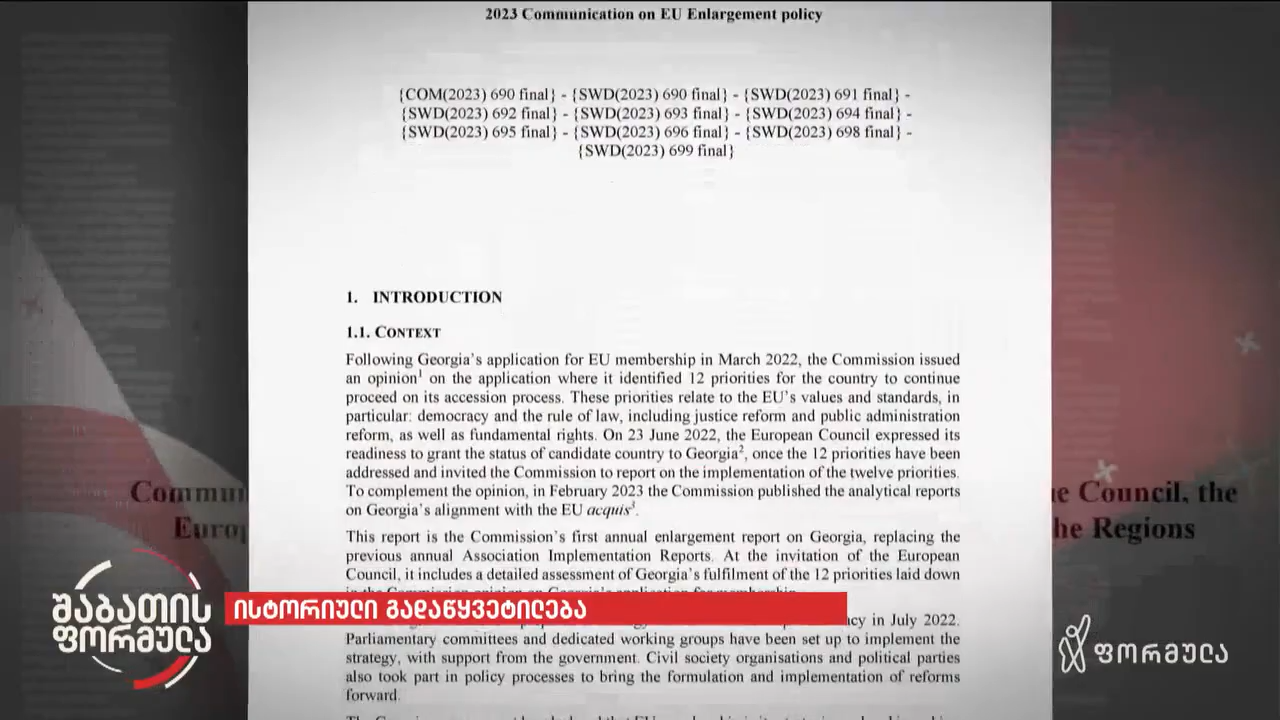 2023 Communication on EU Enlargement policy
{COM(2023) 690 final} - {SWD(2023) 690 final} - {SWD(2023) 691 final} -
{SWD(2023) 692 final} - {SWD(2023) 693 final} - {SWD(2023) 694 final} -
{SWD(2023) 695 final} - {SWD(2023) 696 final} - {SWD(2023) 698 final} -
{SWD(2023) 699 final}
1. INTRODUCTION
1.1. CONTEXT
Following Georgia's application for EU membership in March 2022, the Commission issued
an opinion¹ on the application where it identified 12 priorities for the country to continue
proceed on its accession process. These priorities relate to the EU's values and standards, in
particular: democracy and the rule of law, including justice reform and public administration
reform, as well as fundamental rights. On 23 June 2022, the European Council expressed its
readiness to grant the status of candidate country to Georgia², once the 12 priorities have been
addressed and invited the Commission to report on the implementation of the twelve priorities.
To complement the opinion, in February 2023 the Commission published the analytical reports
on Georgia's alignment with the EU acquis³.
This report is the Commission's first annual enlargement report on Georgia, replacing the
previous annual Association Implementation Reports. At the invitation of the European
Council, it includes a detailed assessment of Georgia's fulfilment of the 12 priorities laid down
in July 2022.
Parliamentary committees and dedicated working groups have been set up to implement the
strategy, with support from the government. Civil society organisations and political parties
also took part in policy processes to bring the formulation and implementation of reforms
forward.
Council, the
the Regions
შაბათის
ფორმულა
ისტორიული გადაწყვეტილება
ფორმულა